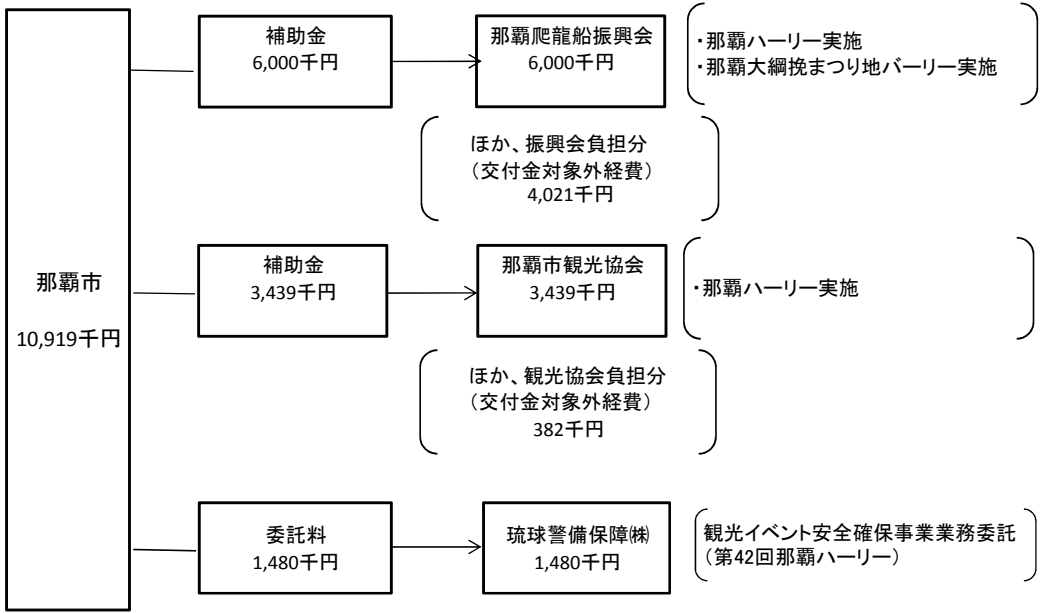 補助金
6,000千円
那覇爬龍船振興会
6,000千円
・那覇ハーリー実施
・那覇大綱挽まつり地バーリー実施
ほか、振興会負担分
（交付金対象外経費）
4,021千円
那覇市
10,919千円
補助金
3,439千円
那覇市観光協会
3,439千円
・那覇ハーリー実施
ほか、観光協会負担分
（交付金対象外経費）
382千円
委託料
1,480千円
琉球警備保障㈱
1,480千円
観光イベント安全確保事業業務委託
（第42回那覇ハーリー）